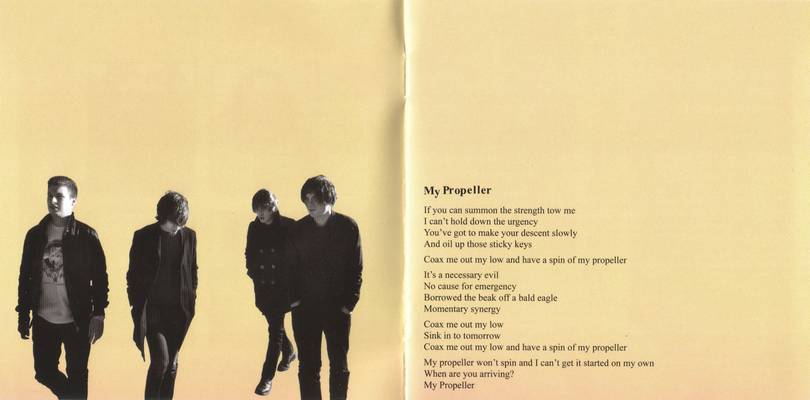 My Propeller
If you can summon the strength tow me
I can't hold down the urgency
You've got to make your descent slowly
And oil up those sticky keys
Coax me out my low and have a spin of my propeller
It's a necessary evil
No cause for emergency
Borrowed the beak off a bald eagle
Momentary synergy
Coax me out my low
Sink in to tomorrow
Coax me out my low and have a spin of my propeller
My propeller won't spin and I can't get it started on my own
When are you arriving?
My Propeller